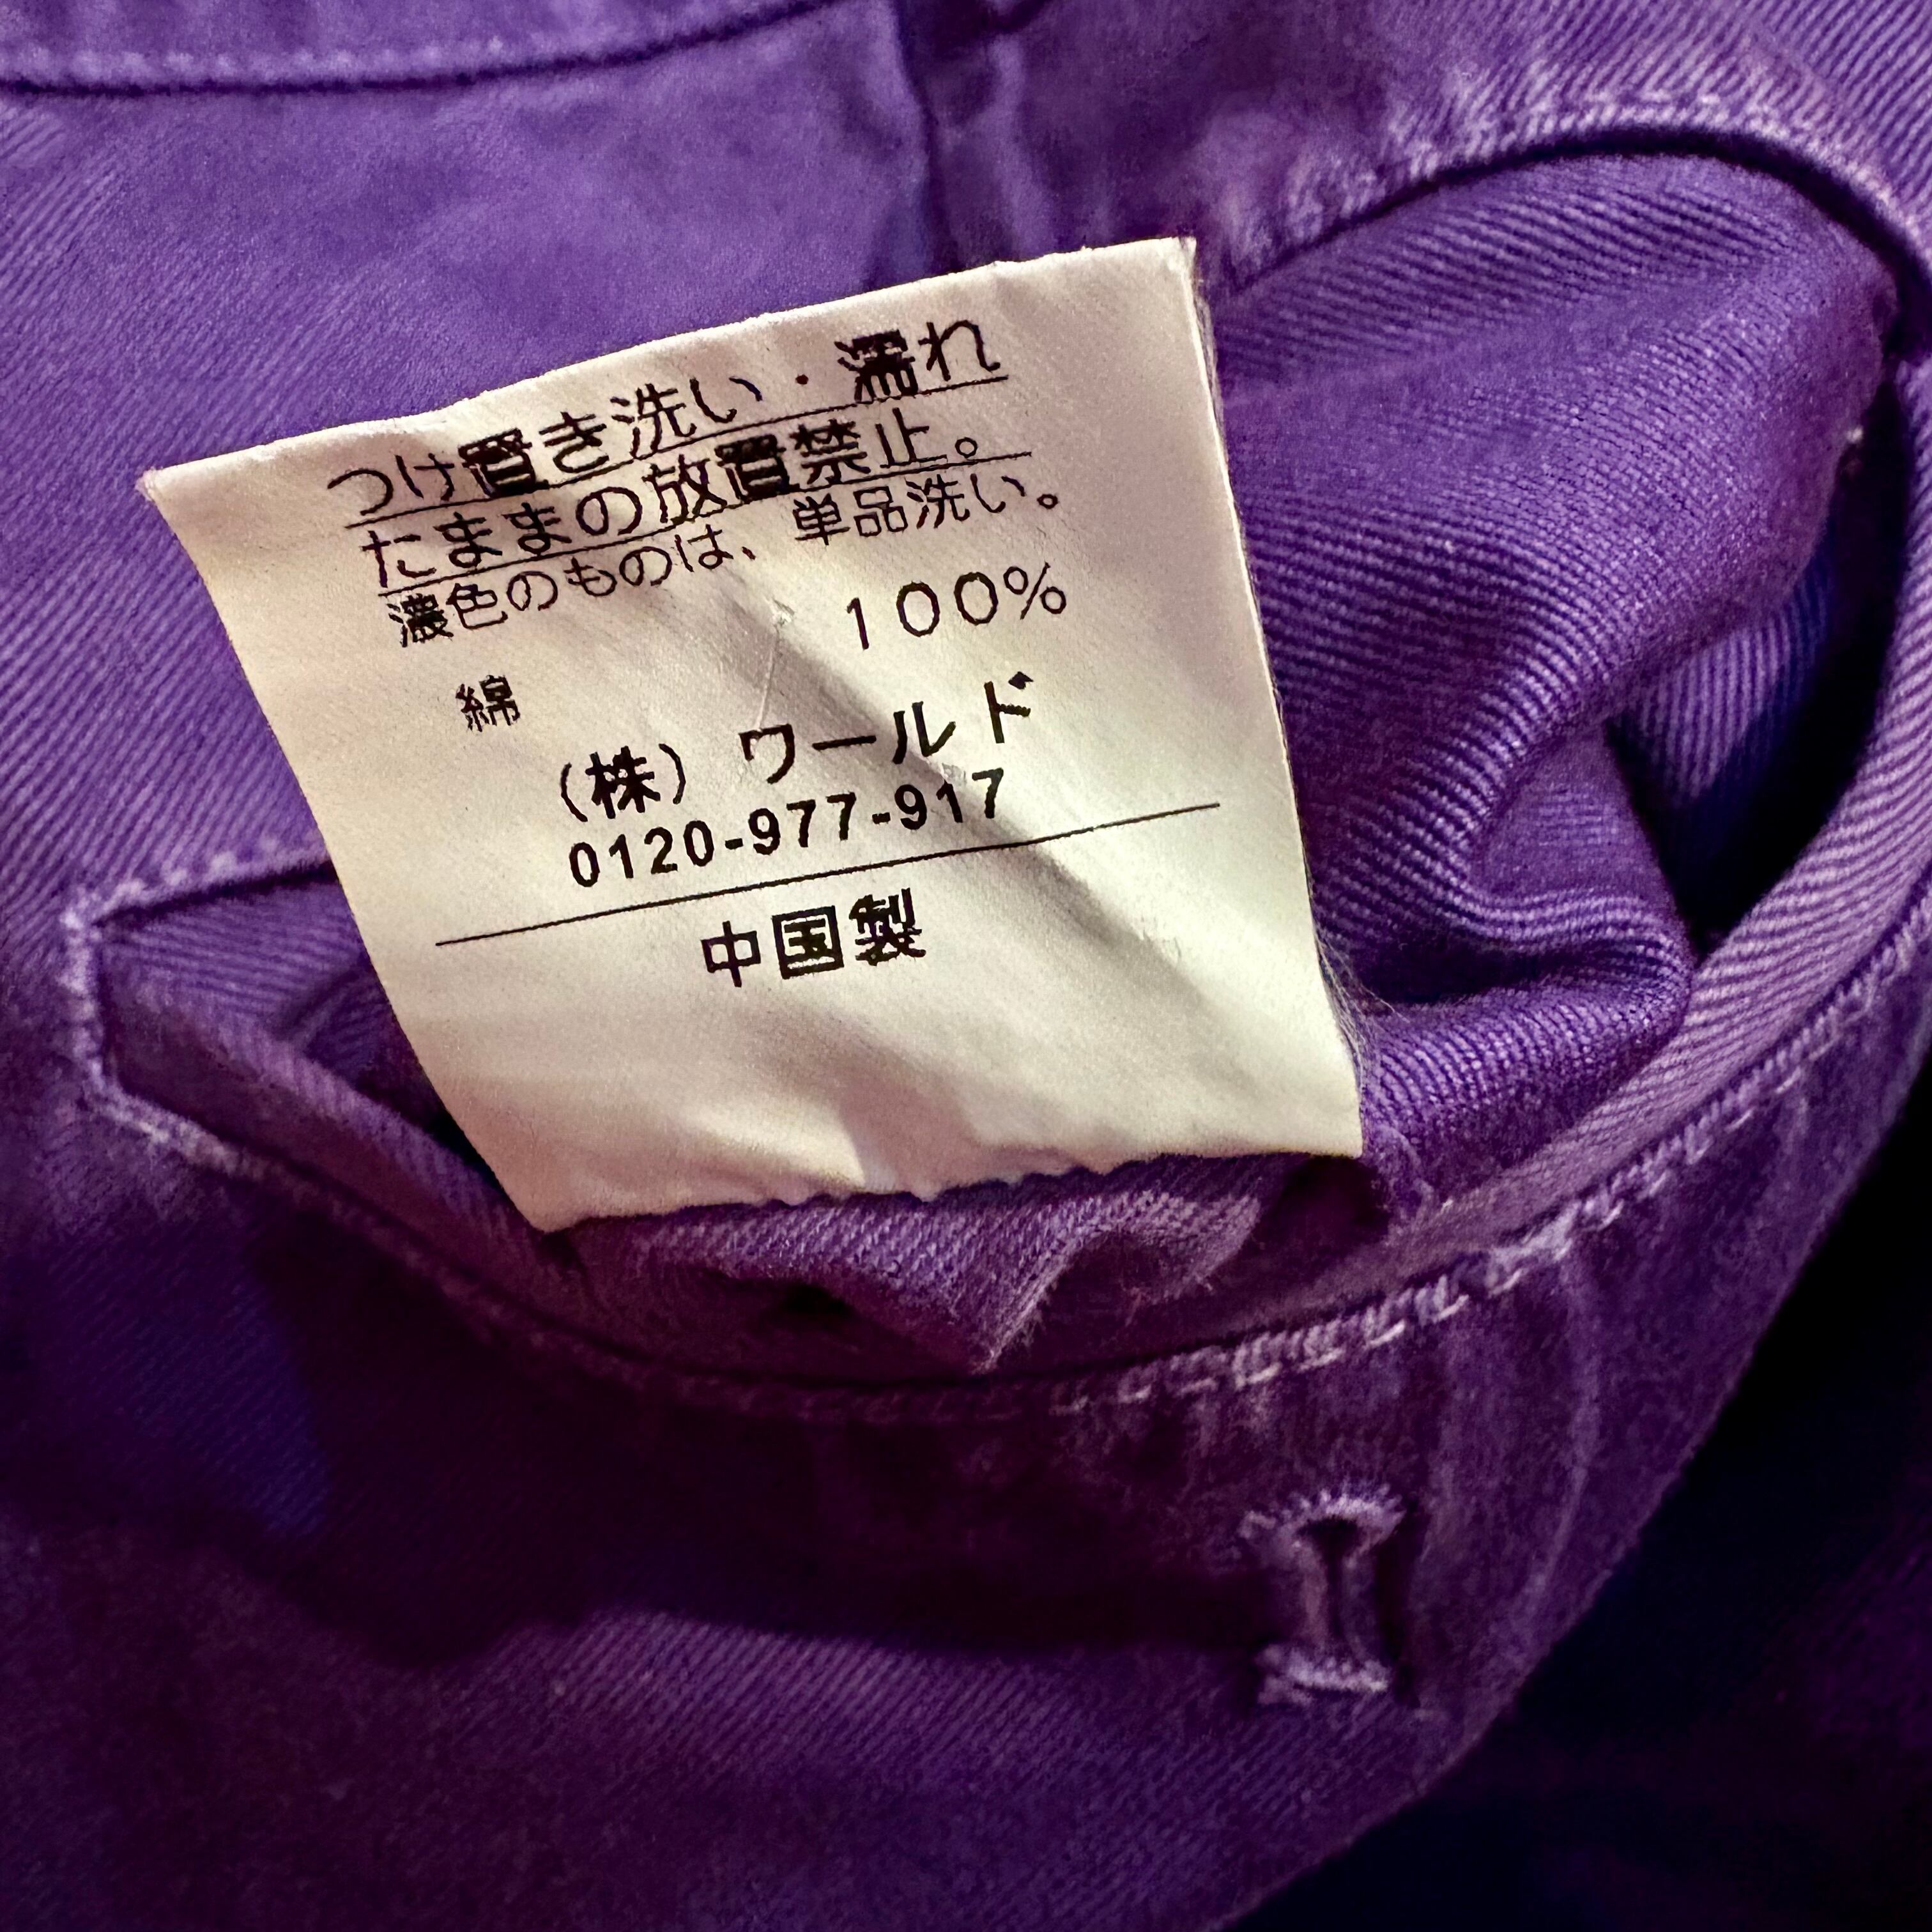 つけ置き洗い・濡れ
たままの放置禁止。
濃色のものは、単品洗い。
綿 100%
(株) ワールド
0120-977-917
中国製